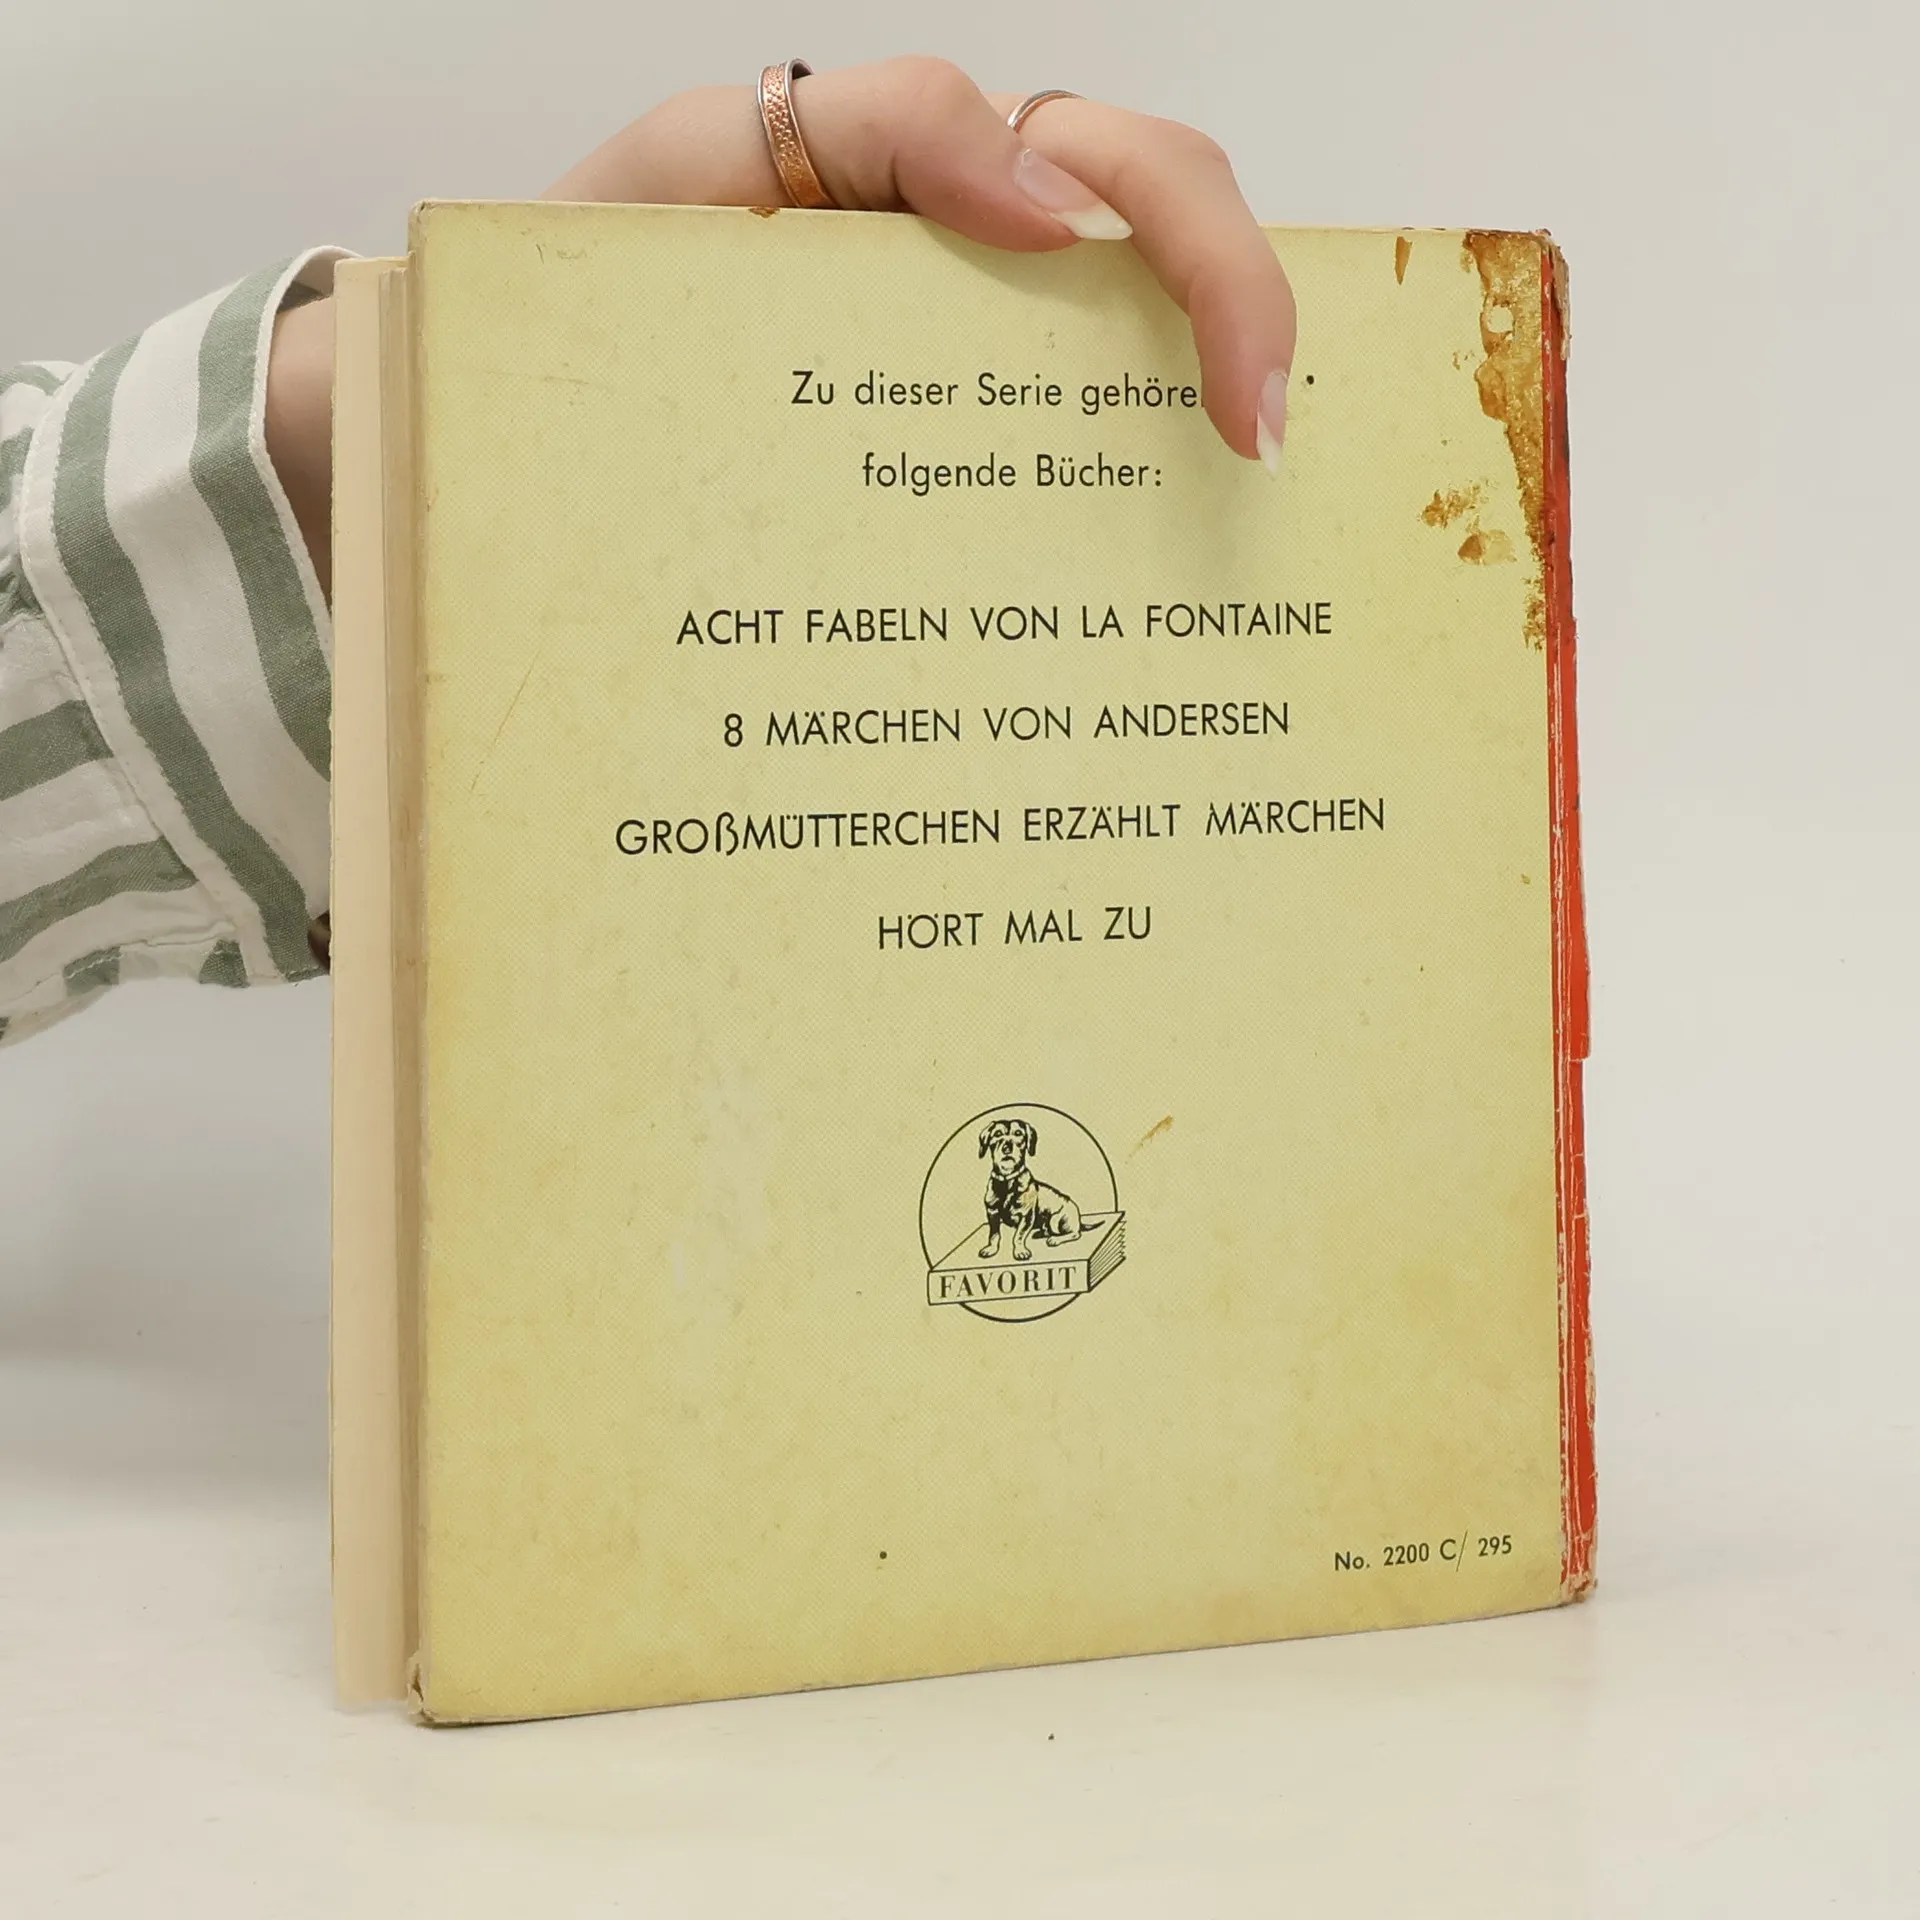 Zu dieser Serie gehöre
folgende Bücher:
ACHT FABELN VON LA FONTAINE
8 MÄRCHEN VON ANDERSEN
GROßMÜTTERCHEN ERZÄHLT MÄRCHEN
HÖRT MAL ZU
FAVORIT
No. 2200 C/ 295